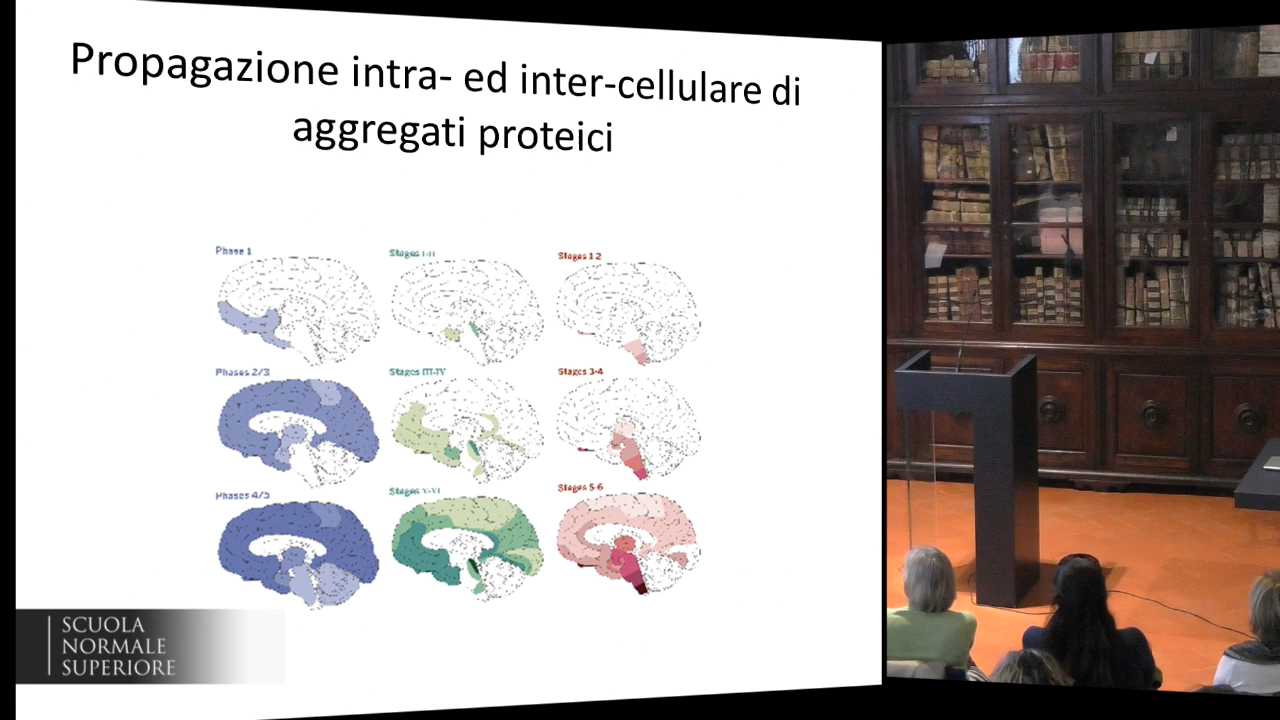 Propagazione intra- ed inter-cellulare di
aggregati proteici
Phase 1
Stages I-II
Stages 1 2
Phases 2/3
Stages III-IV
Stages 3-4
Phases 4/5
Stages V-VI
Stages 5-6
SCUOLA
NORMALE
SUPERIORE